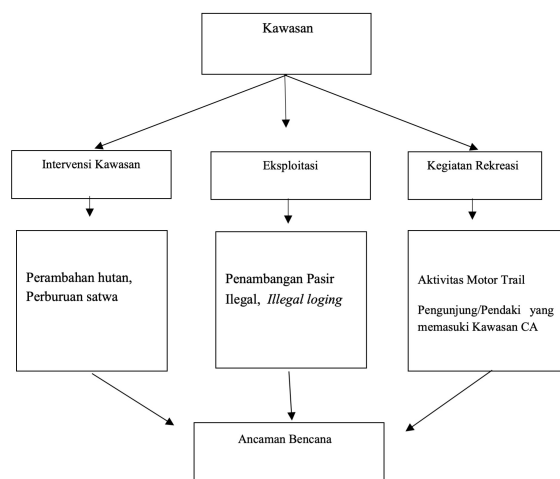 Kawasan
Intervensi Kawasan
Eksploitasi
Kegiatan Rekreasi
Perambahan hutan,
Perburuan satwa
Penambangan Pasir
Ilegal, Illegal loging
Aktivitas Motor Trail
Pengunjung/Pendaki yang
memasuki Kawasan CA
Ancaman Bencana